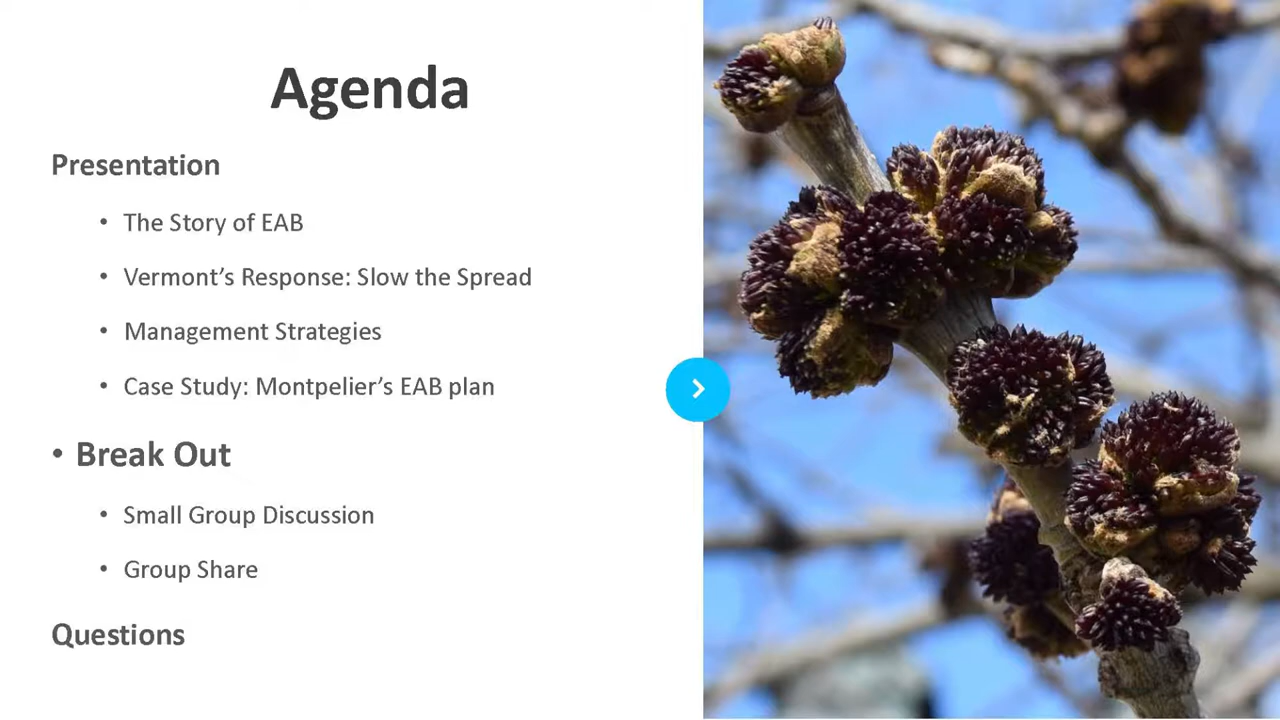 Agenda
Presentation
• The Story of EAB
• Vermont’s Response: Slow the Spread
• Management Strategies
• Case Study: Montpelier’s EAB plan
• Break Out
• Small Group Discussion
• Group Share
Questions